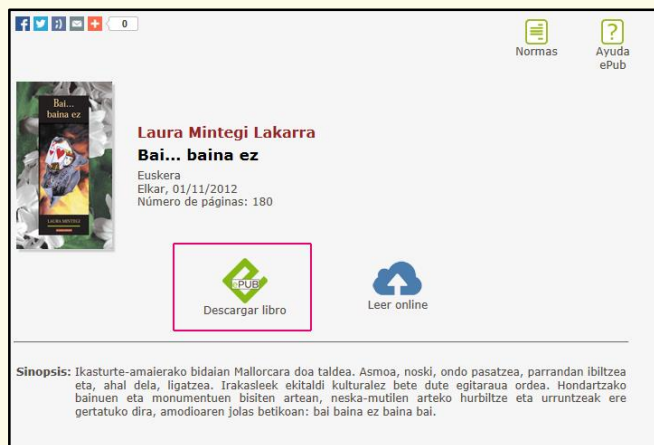 0
Normas
Ayuda
ePub
Bai...
baina ez
LAURA MINTEGI
Laura Mintegi Lakarra
Bai... baina ez
Euskera
Elkar, 01/11/2012
Número de páginas: 180
ePUB
Descargar libro
Leer online
Sinopsis: Ikasturte-amaierako bidaian Mallorcara doa taldea. Asmoa, noski, ondo pasatzea, parrandan ibiltzea
eta, ahal dela, ligatzea. Irakasleek ekitaldi kulturalez bete dute egitaraua ordea. Hondartzako
bainuen eta monumentuen bisiten artean, neska-mutilen arteko hurbiltze eta urruntzeak ere
gertatuko dira, amodioaren jolas betikoan: bai baina ez baina bai.